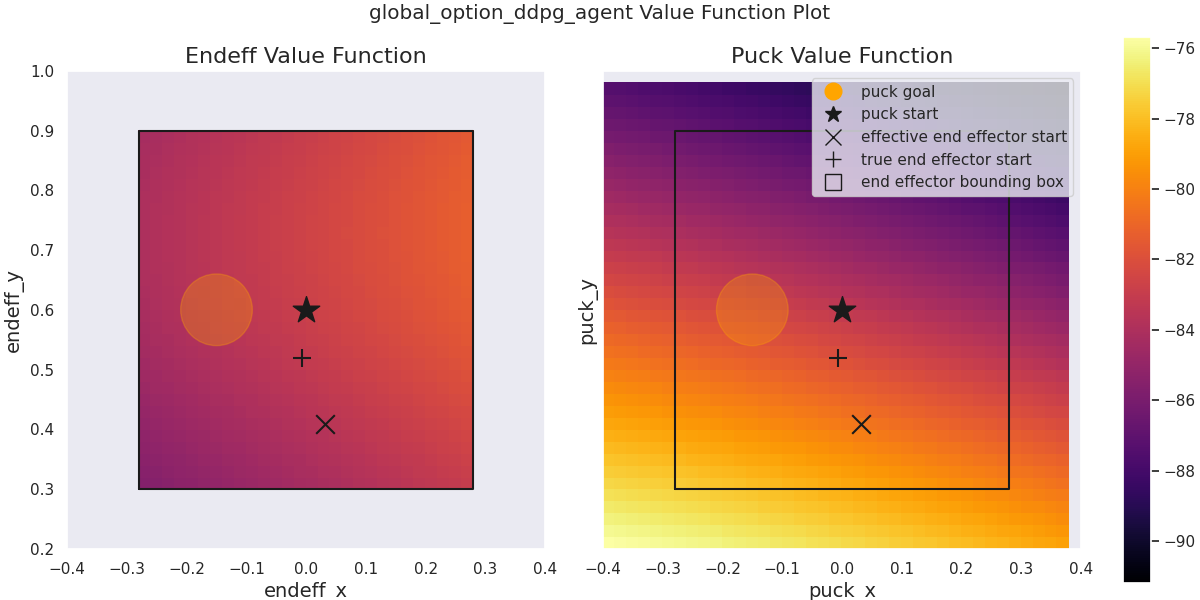 global_option_ddpg_agent Value Function Plot
Endeff Value Function
endeff_y
1.0
0.9
0.8
0.7
0.6
0.5
0.4
0.3
0.2
−0.4 −0.3 −0.2 −0.1 0.0 0.1 0.2 0.3 0.4
endeff_x
Puck Value Function
puck_y
puck goal
puck start
effective end effector start
true end effector start
end effector bounding box
−0.4 −0.3 −0.2 −0.1 0.0 0.1 0.2 0.3 0.4
puck_x
−76
−78
−80
−82
−84
−86
−88
−90